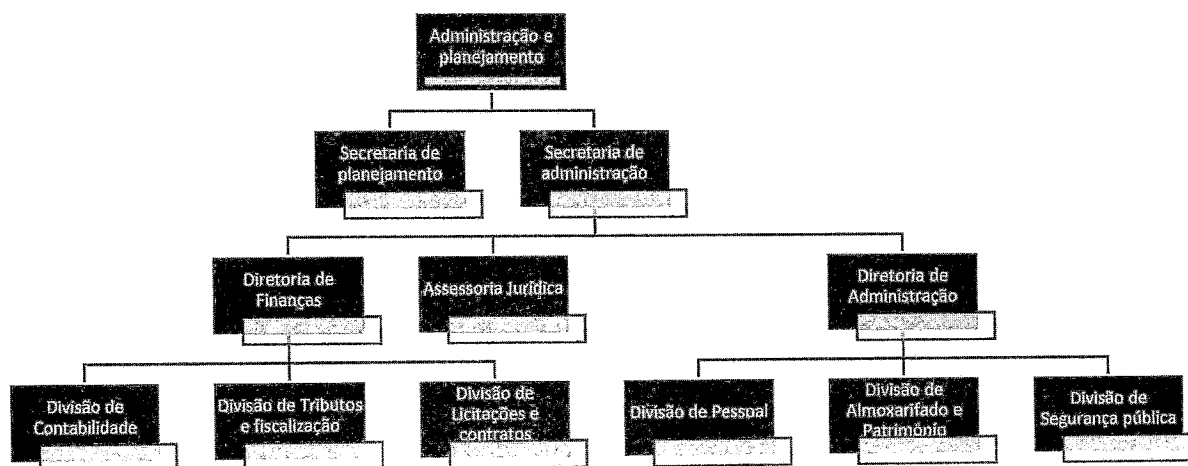 Administração e
planejamento
Secretaria de
planejamento
Secretaria de
administração
Diretoria de
Finanças
Assessoria Jurídica
Diretoria de
Administração
Divisão de
Contabilidade
Divisão de Tributos
e fiscalização
Divisão de
Licitações e
contratos
Divisão de Pessoal
Divisão de
Almoxarifado e
Patrimônio
Divisão de
Segurança pública